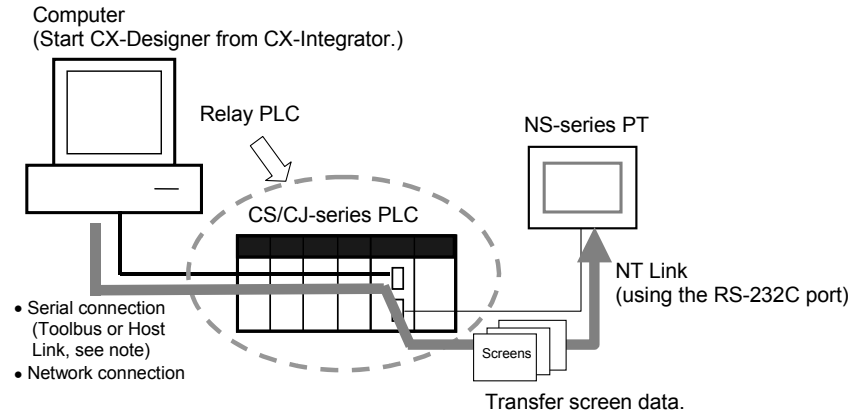 Computer
(Start CX-Designer from CX-Integrator.)
Relay PLC
NS-series PT
CS/CJ-series PLC
NT Link
(using the RS-232C port)
• Serial connection
(Toolbus or Host
Link, see note)
• Network connection
Screens
Transfer screen data.